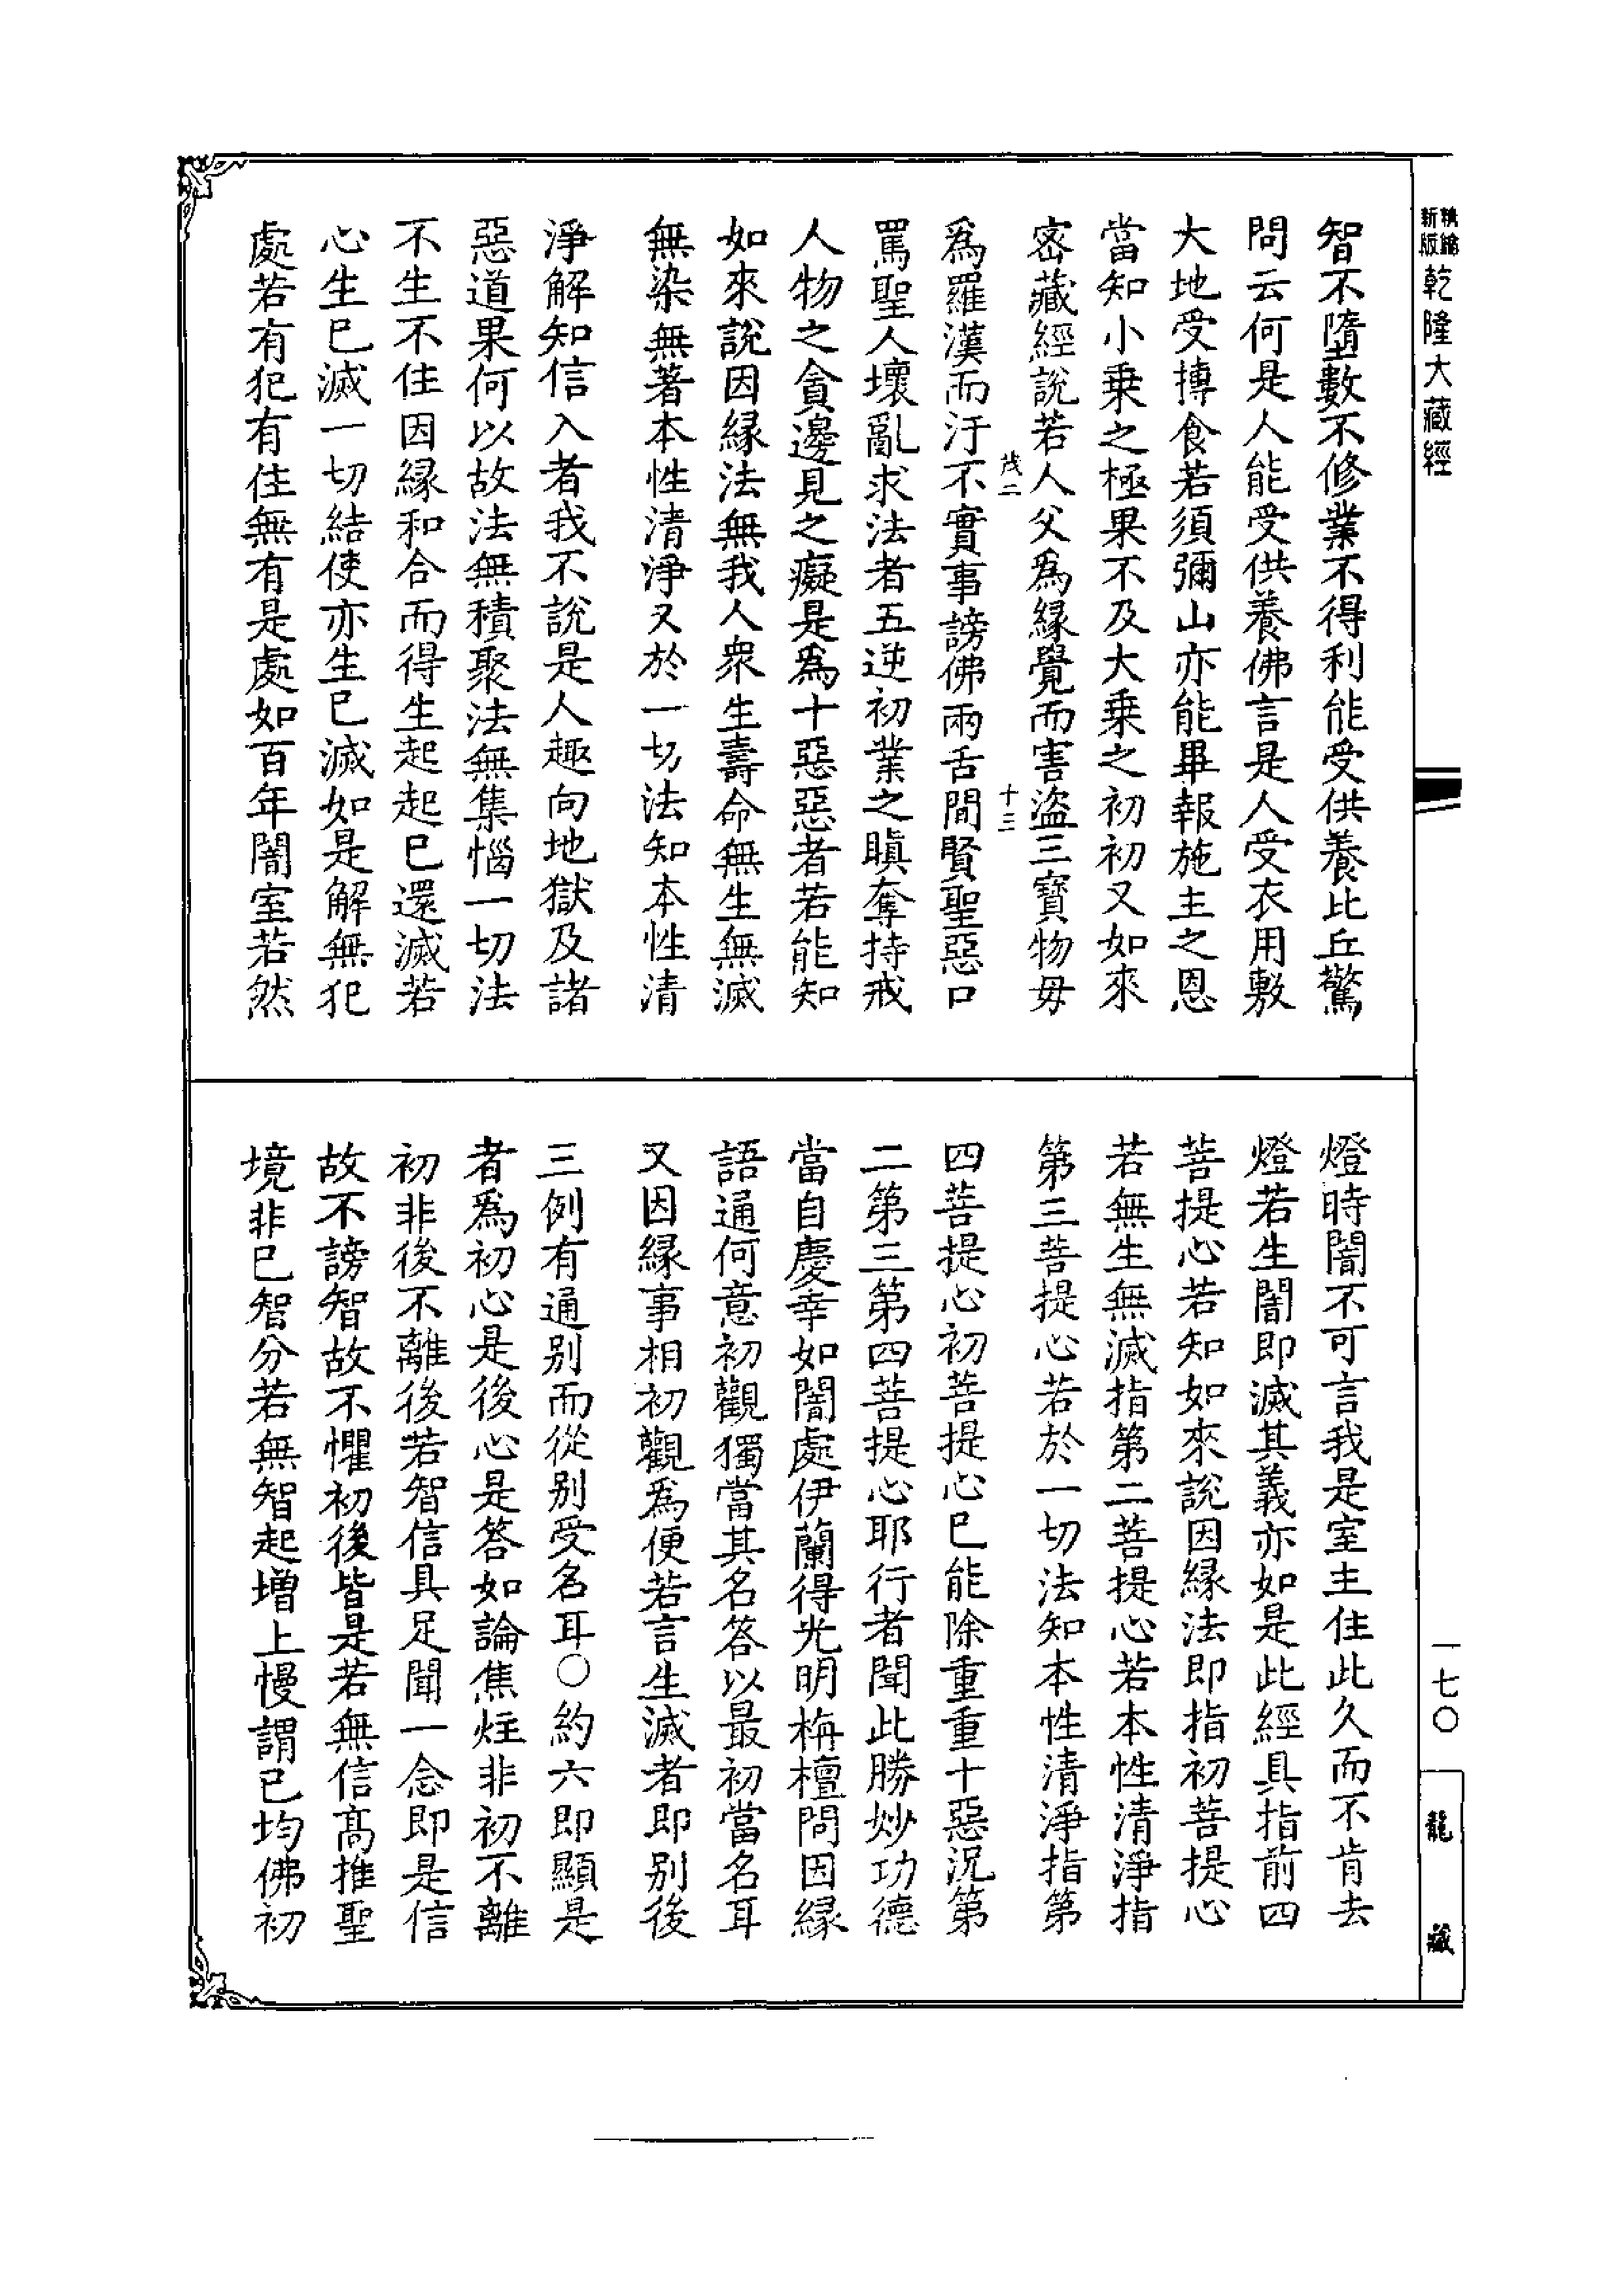 新版
乾隆大藏經
智不墮數不修業不得利能受供養比丘驚
問云何是人能受供養佛言是人受衣用敷
大地受摶食若須彌山亦能畢報施主之恩
當知小乘之極果不及大乘之初初又如來
密藏經說若人父為緣覺而害盜三寶物毋
茂二
十三
為羅漢而汙不實事謗佛兩舌間賢聖惡口
罵聖人壞亂求法者五逆初業之瞋奪持戒
人物之貪邊見之癡是為十惡惡者若能知
如來說因緣法無我人衆生壽命無生無滅
無染無著本性清淨又於一切法知本性清
淨解知信入者我不說是人趣向地獄及諸
惡道果何以故法無積聚法無集惱一切法
不生不住因緣和合而得生起起已還滅若
心生已滅一切結使亦生已滅如是解無犯
處若有犯有住無有是處如百年闇室若然
燈時闇不可言我是室主住此久而不肯去
燈若生闇即滅其義亦如是此經具指前四
菩提心若知如來說因緣法即指初菩提心
若無生無滅指第二菩提心若本性清淨指
第三菩提心若於一切法知本性清淨指第
四菩提心初菩提心已能除重重十惡況第
二第三第四菩提心耶行者聞此勝妙功德
當自慶幸如闇處伊蘭得光明栴檀問因緣
語通何意初觀獨當其名答以最初當名耳
又因緣事相初觀為便若言生滅者即別後
三例有通別而從別受名耳○約六即顯是
者為初心是後心是答如論焦炷非初不離
初非後不離後若智信具足聞一念即是信
故不謗智故不懼初後皆是若無信高推聖
境非己智分若無智起增上慢謂己均佛初
一七〇
龍藏